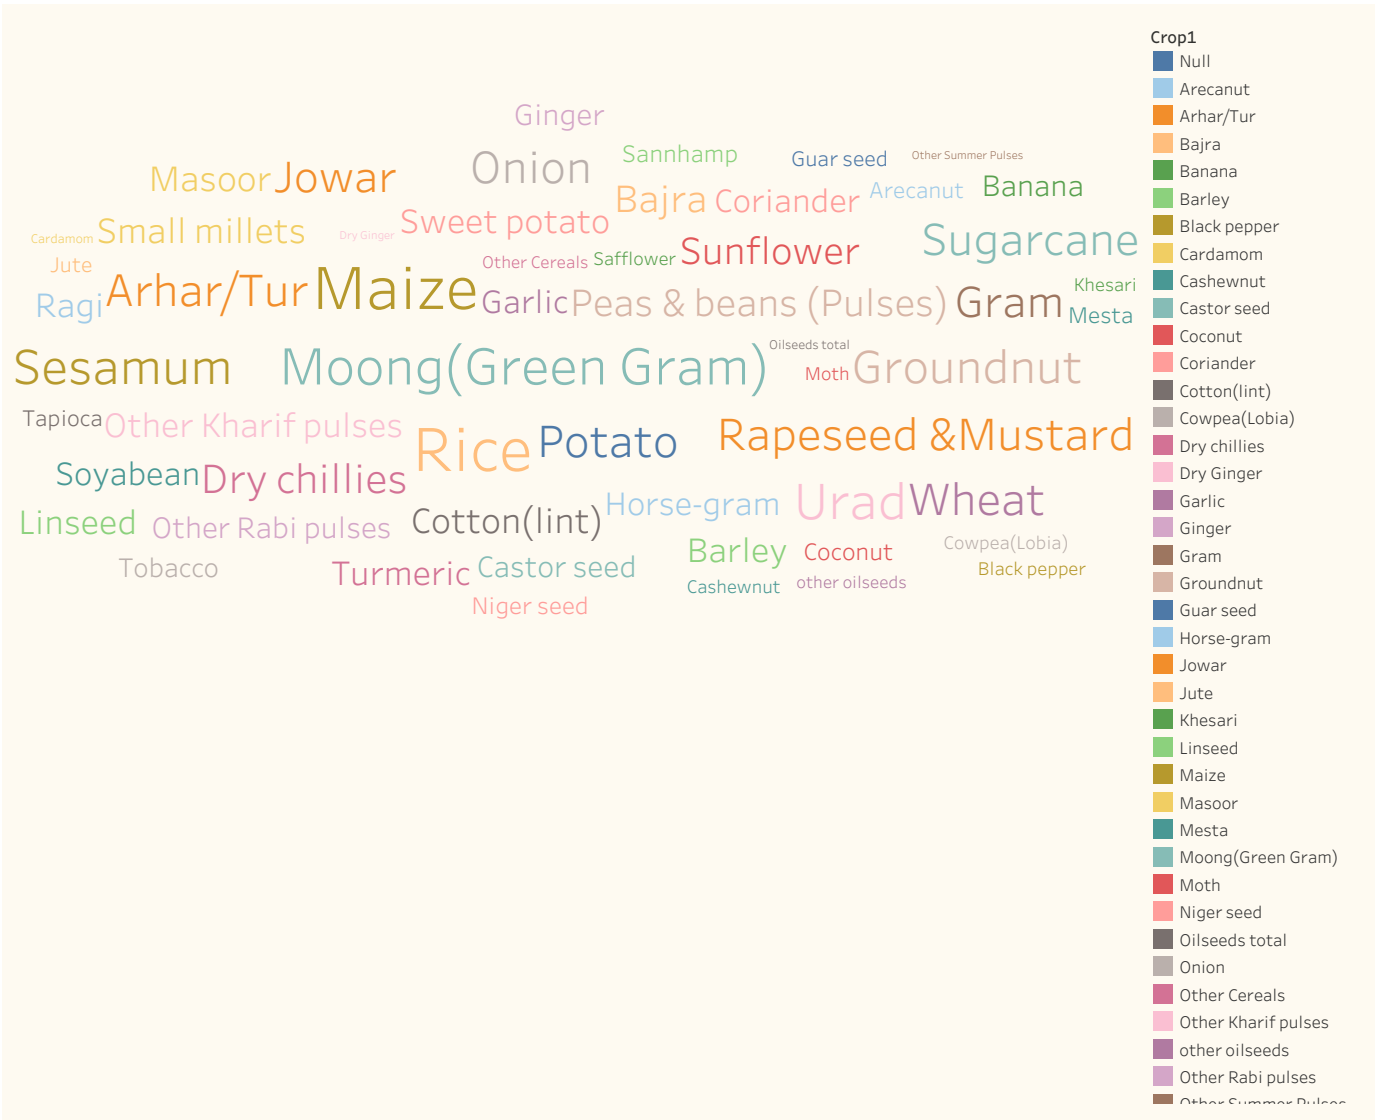 Ginger
Onion
Sannhamp
Guar seed
Other Summer Pulses
Masoor
Jowar
Bajra
Coriander
Arecanut
Banana
Cardamom
Small millets
Dry Ginger
Sweet potato
Other Cereals
Safflower
Sunflower
Sugarcane
Jute
Ragi
Arhar/Tur
Maize
Garlic
Peas & beans (Pulses)
Gram
Khesari
Mesta
Sesamum
Moong(Green Gram)
Oilseeds total
Moth
Groundnut
Tapioca
Other Kharif pulses
Rice
Potato
Rapeseed &Mustard
Soyabean
Dry chillies
Horse-gram
Urad
Wheat
Linseed
Other Rabi pulses
Cotton(lint)
Barley
Coconut
Cowpea(Lobia)
Tobacco
Turmeric
Castor seed
Cashewnut
other oilseeds
Black pepper
Niger seed
Crop1
Null
Arecanut
Arhar/Tur
Bajra
Banana
Barley
Black pepper
Cardamom
Cashewnut
Castor seed
Coconut
Coriander
Cotton(lint)
Cowpea(Lobia)
Dry chillies
Dry Ginger
Garlic
Ginger
Gram
Groundnut
Guar seed
Horse-gram
Jowar
Jute
Khesari
Linseed
Maize
Masoor
Mesta
Moong(Green Gram)
Moth
Niger seed
Oilseeds total
Onion
Other Cereals
Other Kharif pulses
other oilseeds
Other Rabi pulses
Other Summer Pulses